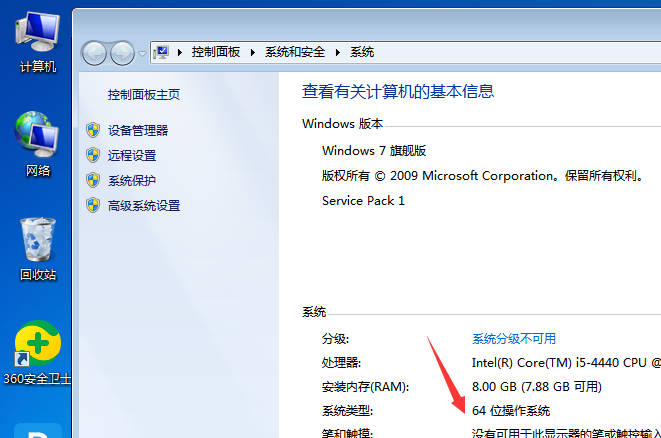 计算机
网络
回收站
360安全卫士
控制面板 系统和安全 系统
控制面板主页
设备管理器
远程设置
系统保护
高级系统设置
查看有关计算机的基本信息
Windows 版本
Windows 7 旗舰版
版权所有 © 2009 Microsoft Corporation。保留所有权利。
Service Pack 1
系统
分级: 系统分级不可用
处理器: Intel(R) Core(TM) i5-4440 CPU @
安装内存(RAM): 8.00 GB (7.88 GB 可用)
系统类型: 64 位操作系统
笔和触摸: 没有可用于此显示器的笔或触控输入